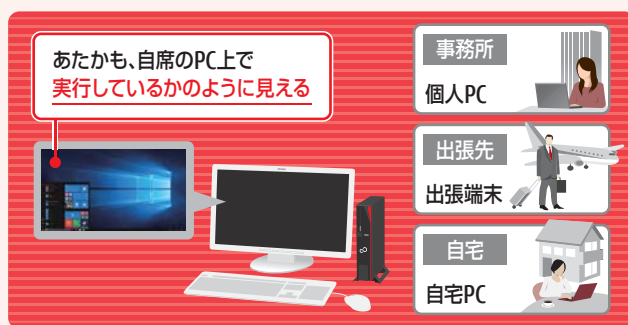 あたかも、自席のPC上で
実行しているかのように見える
事務所
個人PC
出張先
出張端末
自宅
自宅PC